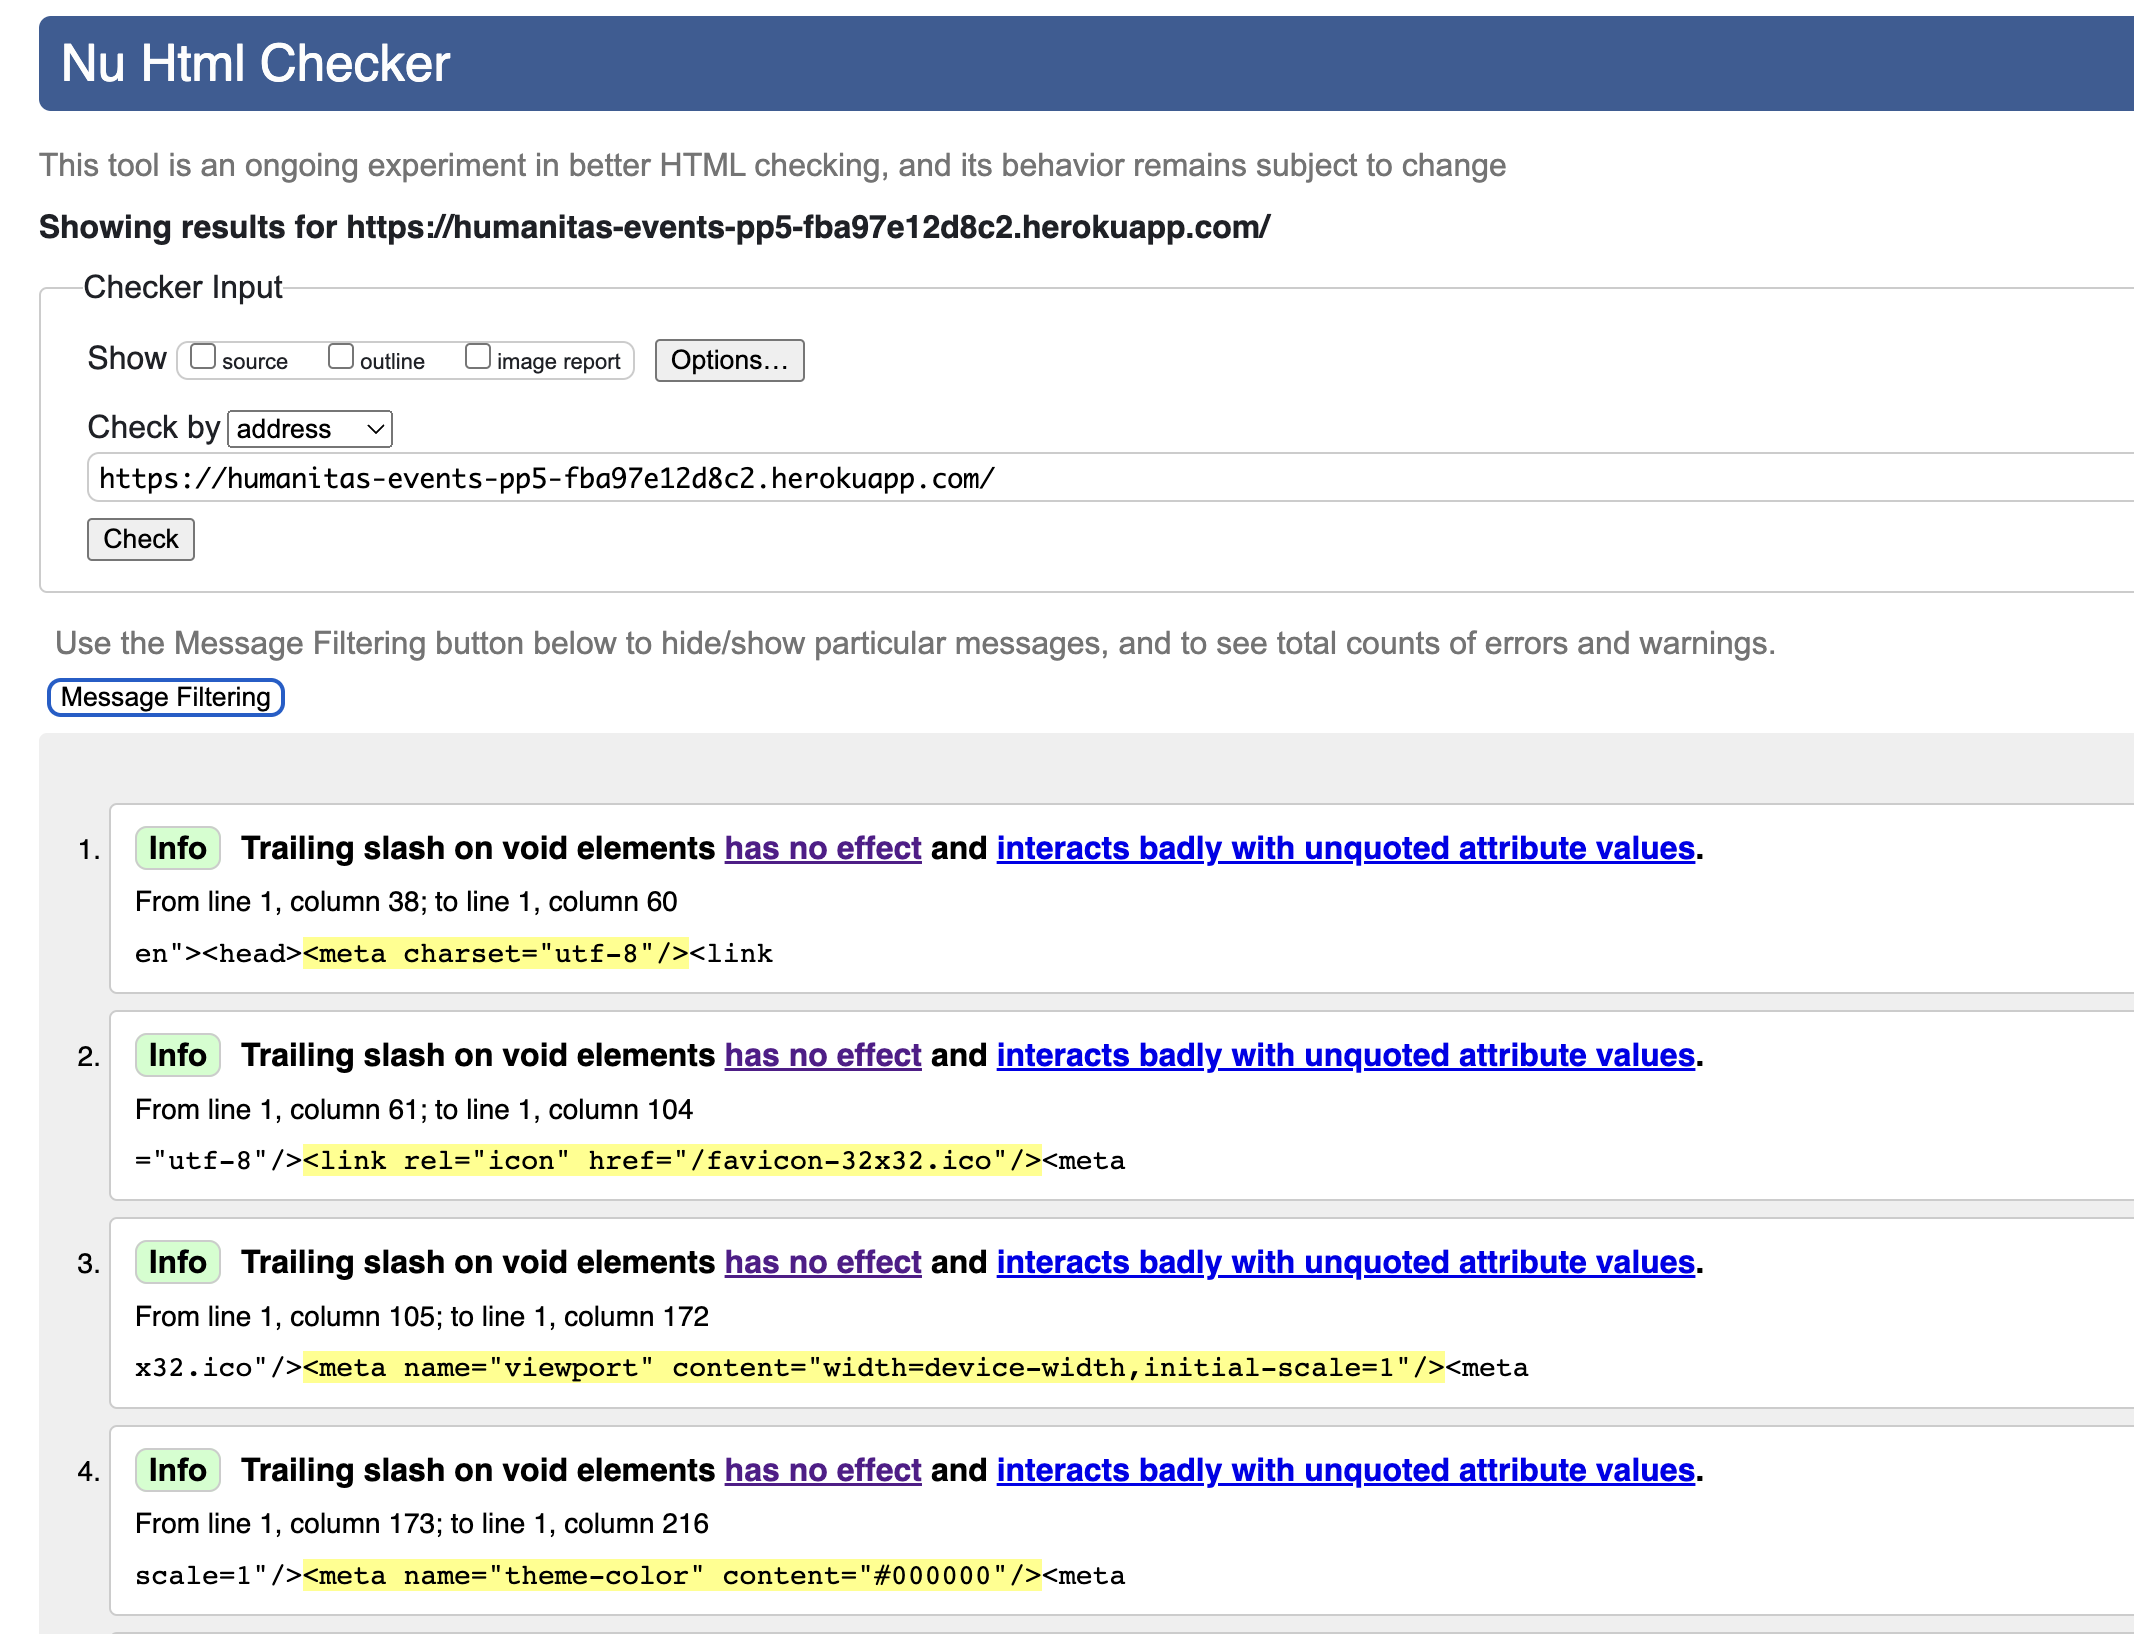 Nu Html Checker
This tool is an ongoing experiment in better HTML checking, and its behavior remains subject to change
Showing results for https://humanitas-events-pp5-fba97e12d8c2.herokuapp.com/
Checker Input
Show source outline image report Options...
Check by address
https://humanitas-events-pp5-fba97e12d8c2.herokuapp.com/
Check
Use the Message Filtering button below to hide/show particular messages, and to see total counts of errors and warnings.
Message Filtering
1. Info Trailing slash on void elements has no effect and interacts badly with unquoted attribute values.
From line 1, column 38; to line 1, column 60
en"><head><meta charset="utf-8"/><link
2. Info Trailing slash on void elements has no effect and interacts badly with unquoted attribute values.
From line 1, column 61; to line 1, column 104
="utf-8"/><link rel="icon" href="/favicon-32x32.ico"/><meta
3. Info Trailing slash on void elements has no effect and interacts badly with unquoted attribute values.
From line 1, column 105; to line 1, column 172
x32.ico"/><meta name="viewport" content="width=device-width,initial-scale=1"/><meta
4. Info Trailing slash on void elements has no effect and interacts badly with unquoted attribute values.
From line 1, column 173; to line 1, column 216
scale=1"/><meta name="theme-color" content="#000000"/><meta